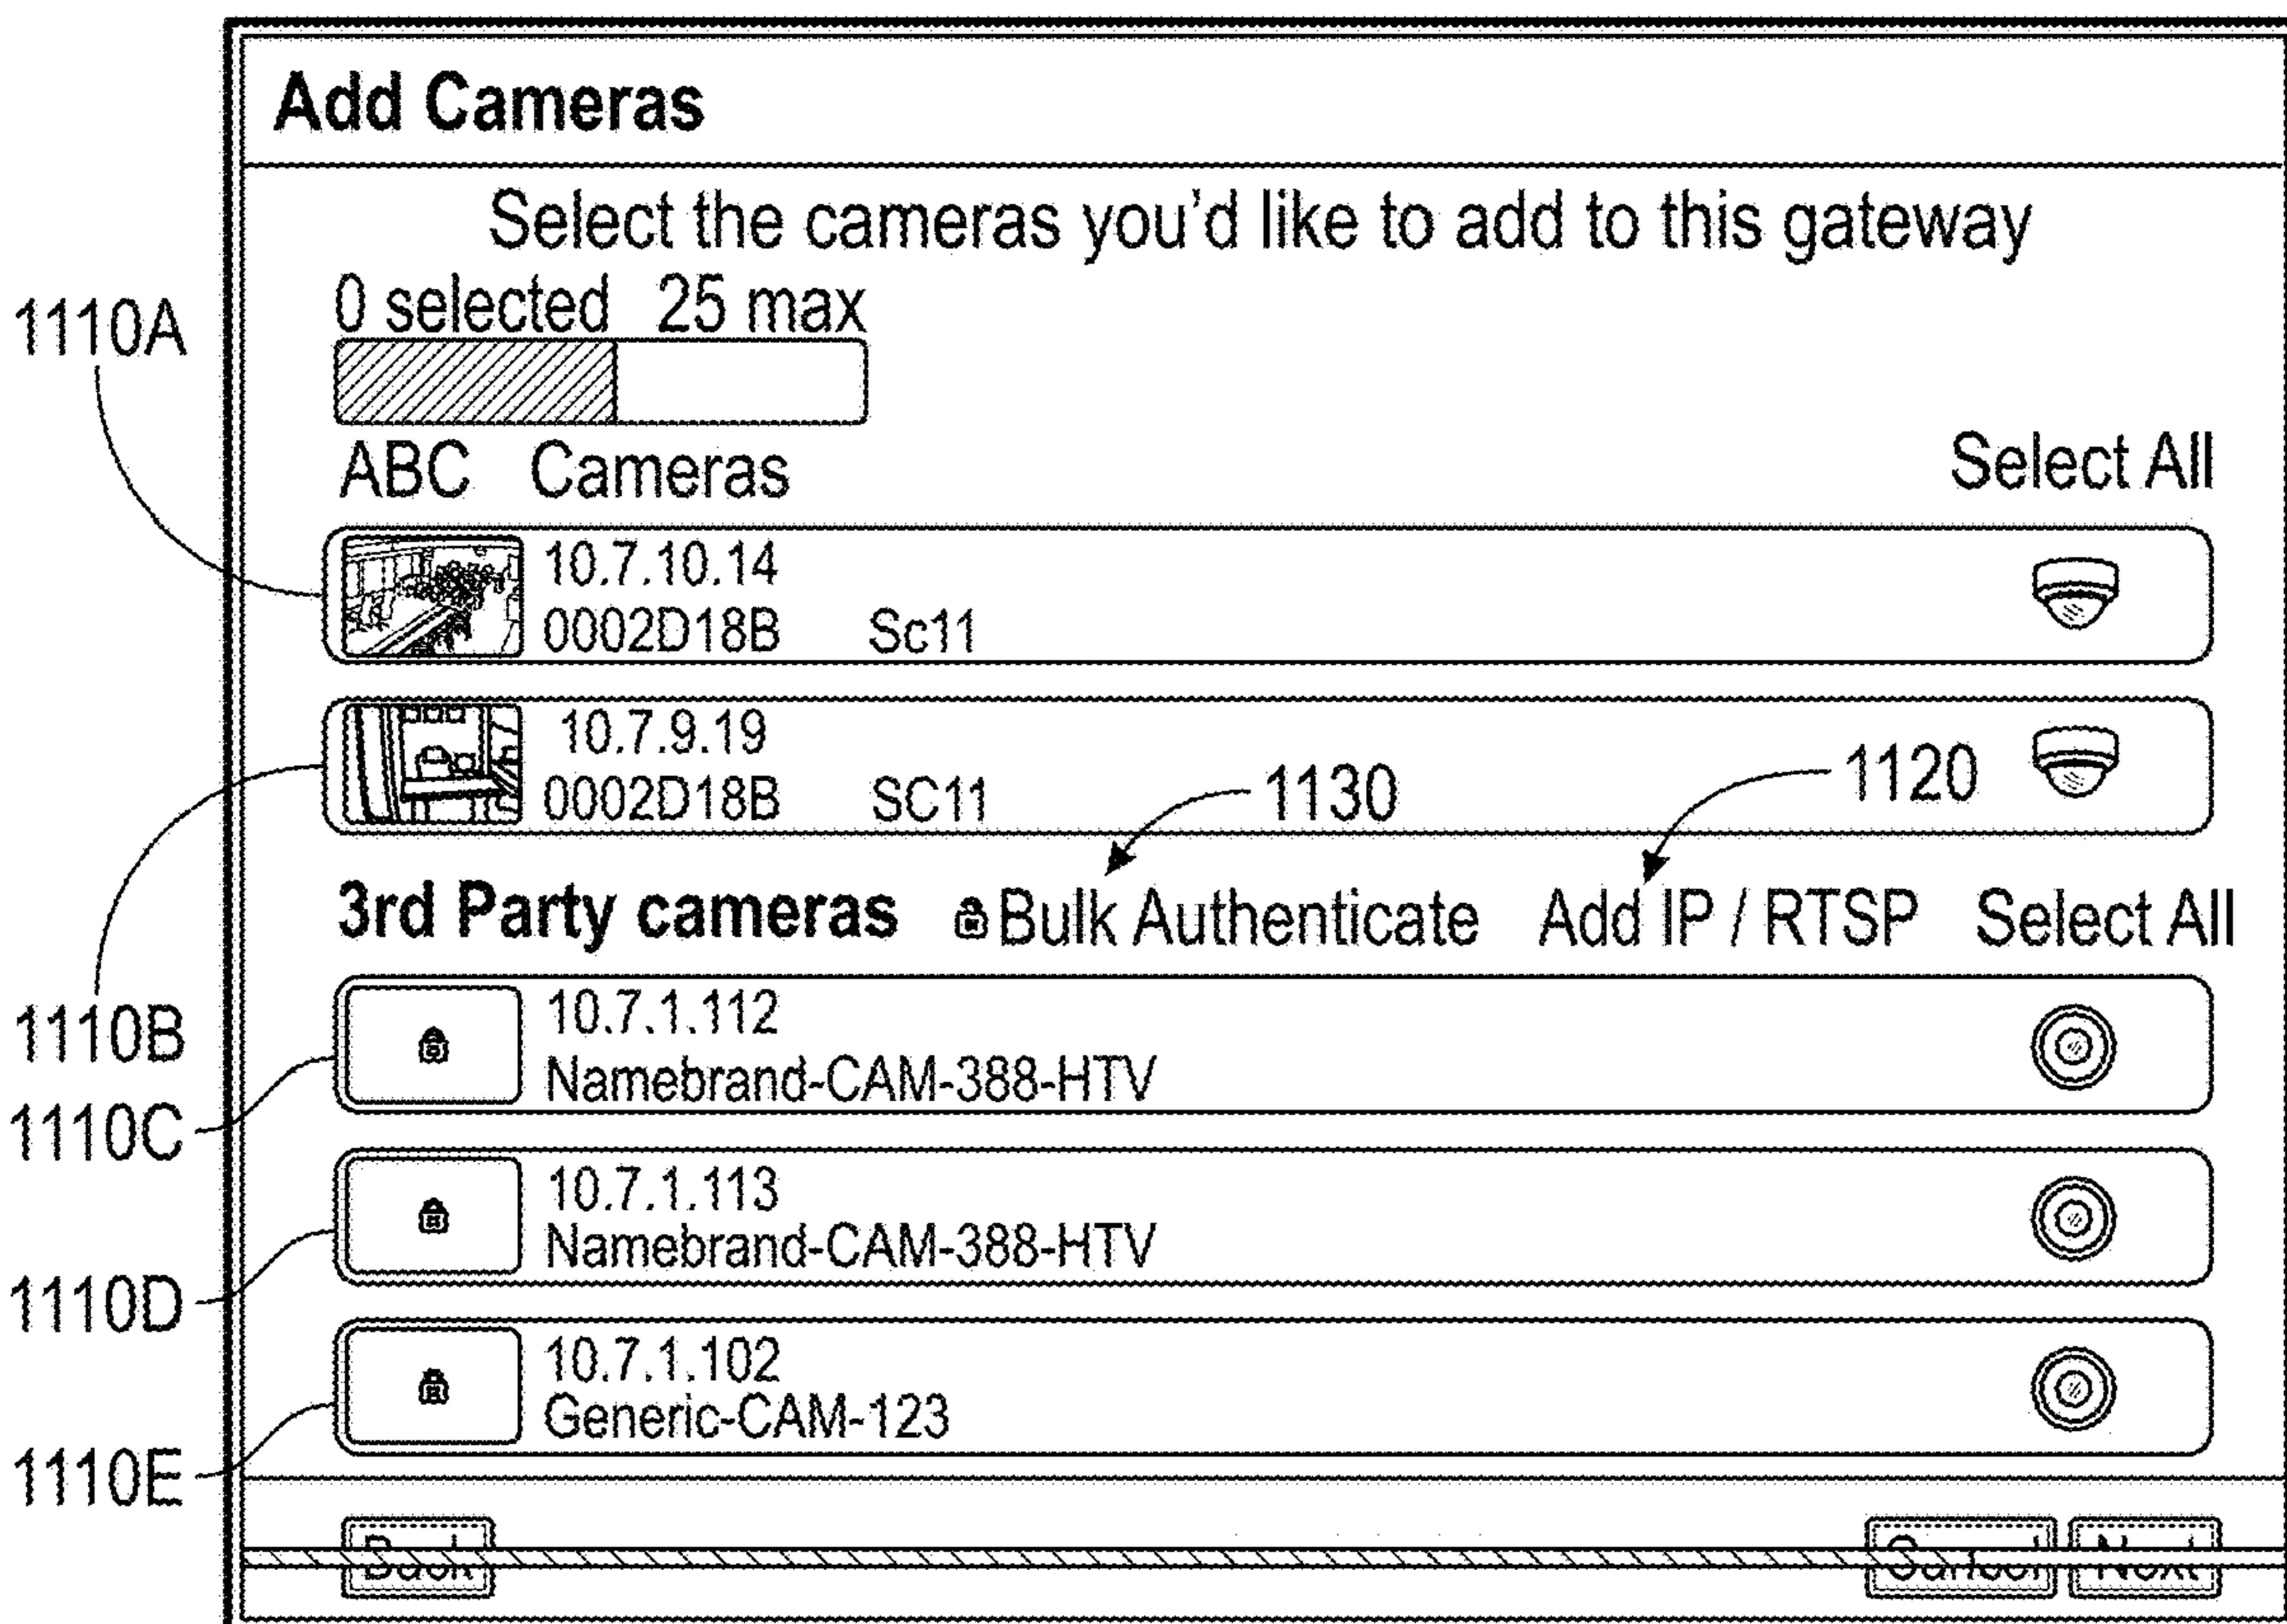 Add Cameras
Select the cameras you'd like to add to this gateway
0 selected 25 max
1110A
ABC Cameras Select All
10.7.10.14
0002D18B Sc11
10.7.9.19
0002D18B SC11
1130 1120
3rd Party cameras Bulk Authenticate Add IP / RTSP Select All
1110B
10.7.1.112
Namebrand-CAM-388-HTV
1110C
10.7.1.113
Namebrand-CAM-388-HTV
1110D
10.7.1.102
Generic-CAM-123
1110E
Back Cancel Next